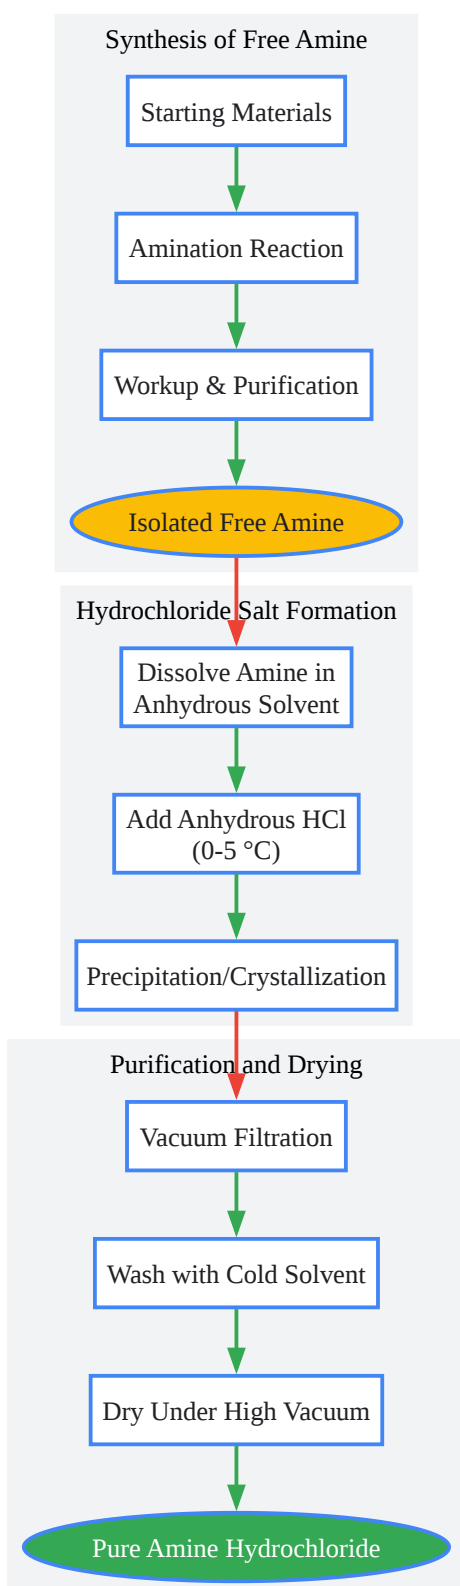 Synthesis of Free Amine
Starting Materials
Amination Reaction
Workup & Purification
Isolated Free Amine
Hydrochloride Salt Formation
Dissolve Amine in
Anhydrous Solvent
Add Anhydrous HCl
(0-5 °C)
Precipitation/Crystallization
Purification and Drying
Vacuum Filtration
Wash with Cold Solvent
Dry Under High Vacuum
Pure Amine Hydrochloride